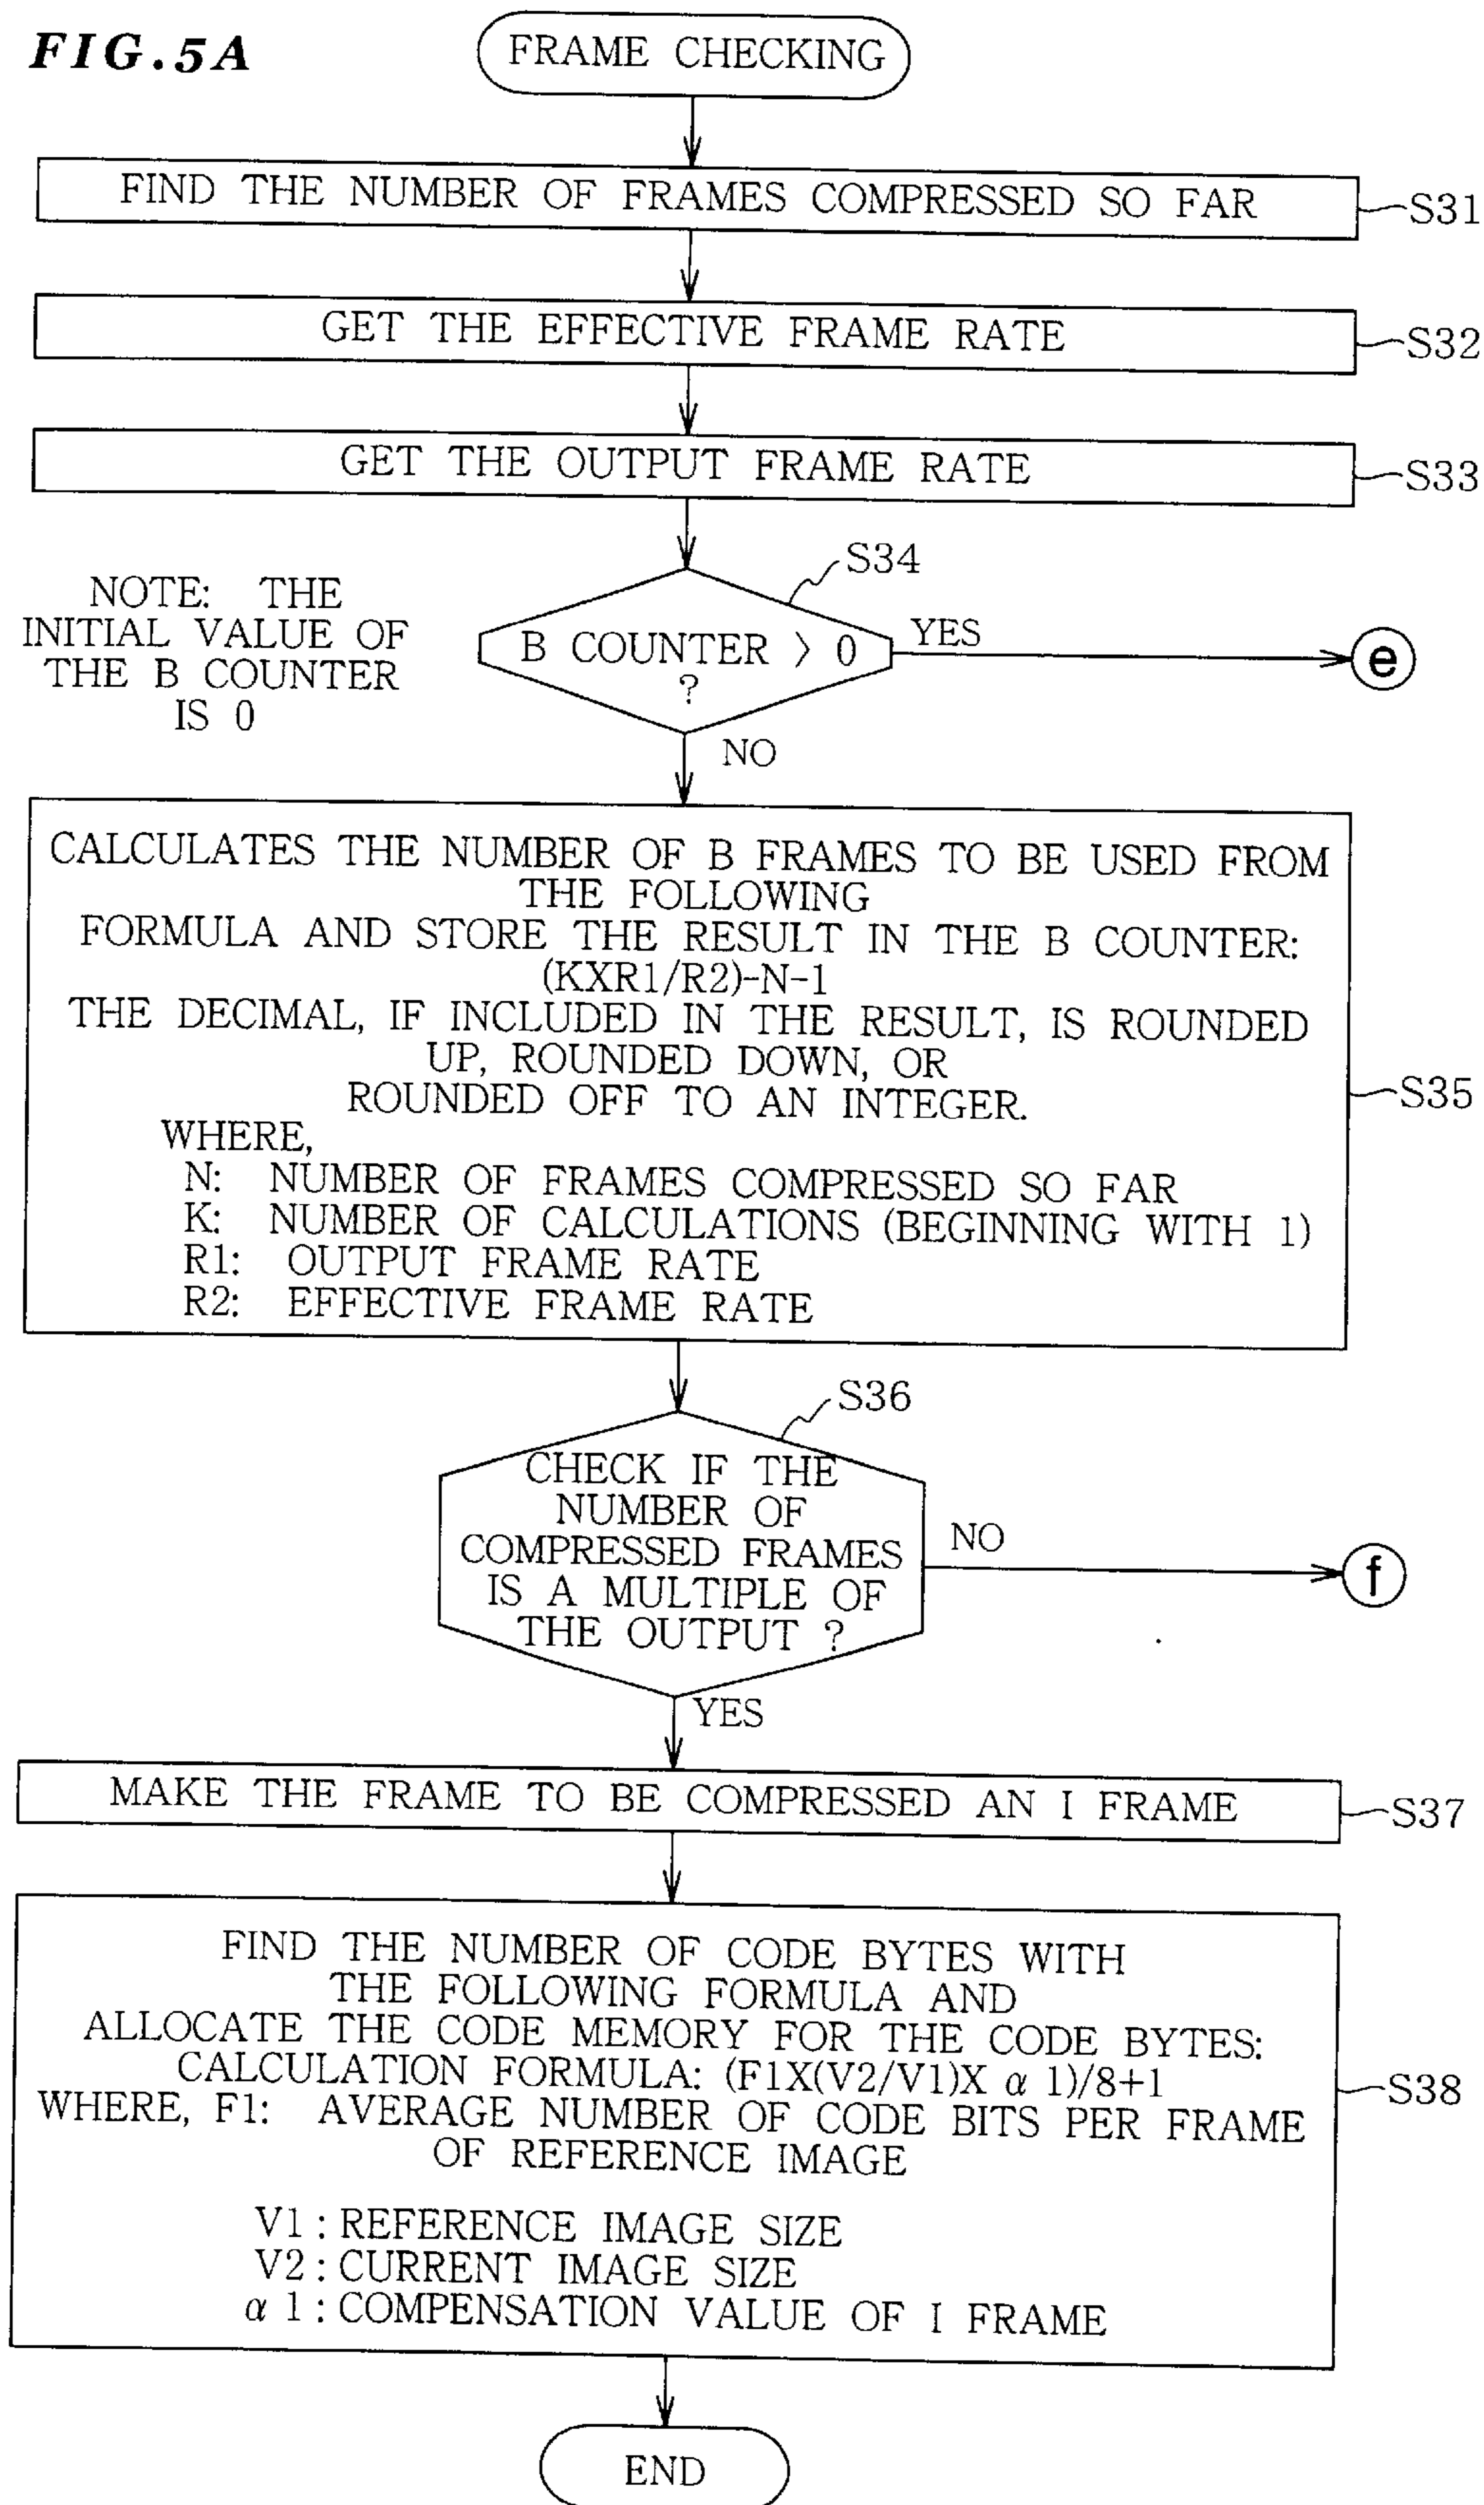 FIG.5A
FRAME CHECKING
FIND THE NUMBER OF FRAMES COMPRESSED SO FAR
S31
GET THE EFFECTIVE FRAME RATE
S32
GET THE OUTPUT FRAME RATE
S33
NOTE: THE
INITIAL VALUE OF
THE B COUNTER
IS 0
S34
B COUNTER > 0
?
YES
e
NO
CALCULATES THE NUMBER OF B FRAMES TO BE USED FROM
THE FOLLOWING
FORMULA AND STORE THE RESULT IN THE B COUNTER:
(KXR1/R2)-N-1
THE DECIMAL, IF INCLUDED IN THE RESULT, IS ROUNDED
UP, ROUNDED DOWN, OR
ROUNDED OFF TO AN INTEGER.
WHERE,
N: NUMBER OF FRAMES COMPRESSED SO FAR
K: NUMBER OF CALCULATIONS (BEGINNING WITH 1)
R1: OUTPUT FRAME RATE
R2: EFFECTIVE FRAME RATE
S35
S36
CHECK IF THE
NUMBER OF
COMPRESSED FRAMES
IS A MULTIPLE OF
THE OUTPUT ?
NO
f
YES
MAKE THE FRAME TO BE COMPRESSED AN I FRAME
S37
FIND THE NUMBER OF CODE BYTES WITH
THE FOLLOWING FORMULA AND
ALLOCATE THE CODE MEMORY FOR THE CODE BYTES:
CALCULATION FORMULA: (F1X(V2/V1)X α 1)/8+1
WHERE, F1: AVERAGE NUMBER OF CODE BITS PER FRAME
OF REFERENCE IMAGE
V1 : REFERENCE IMAGE SIZE
V2 : CURRENT IMAGE SIZE
α 1 : COMPENSATION VALUE OF I FRAME
S38
END